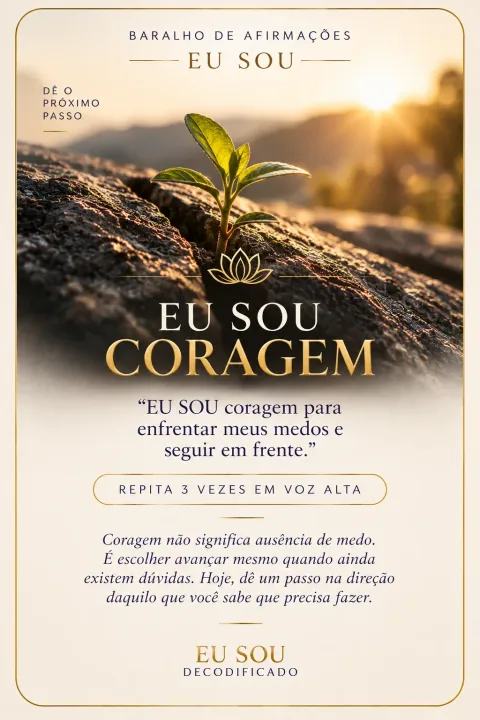 BARALHO DE AFIRMAÇÕES
EU SOU
DÊ O
PRÓXIMO
PASSO
EU SOU
CORAGEM
“EU SOU coragem para
enfrentar meus medos e
seguir em frente.”
REPITA 3 VEZES EM VOZ ALTA
Coragem não significa ausência de medo.
É escolher avançar mesmo quando ainda
existem dúvidas. Hoje, dê um passo na direção
daquilo que você sabe que precisa fazer.
EU SOU
DECODIFICADO